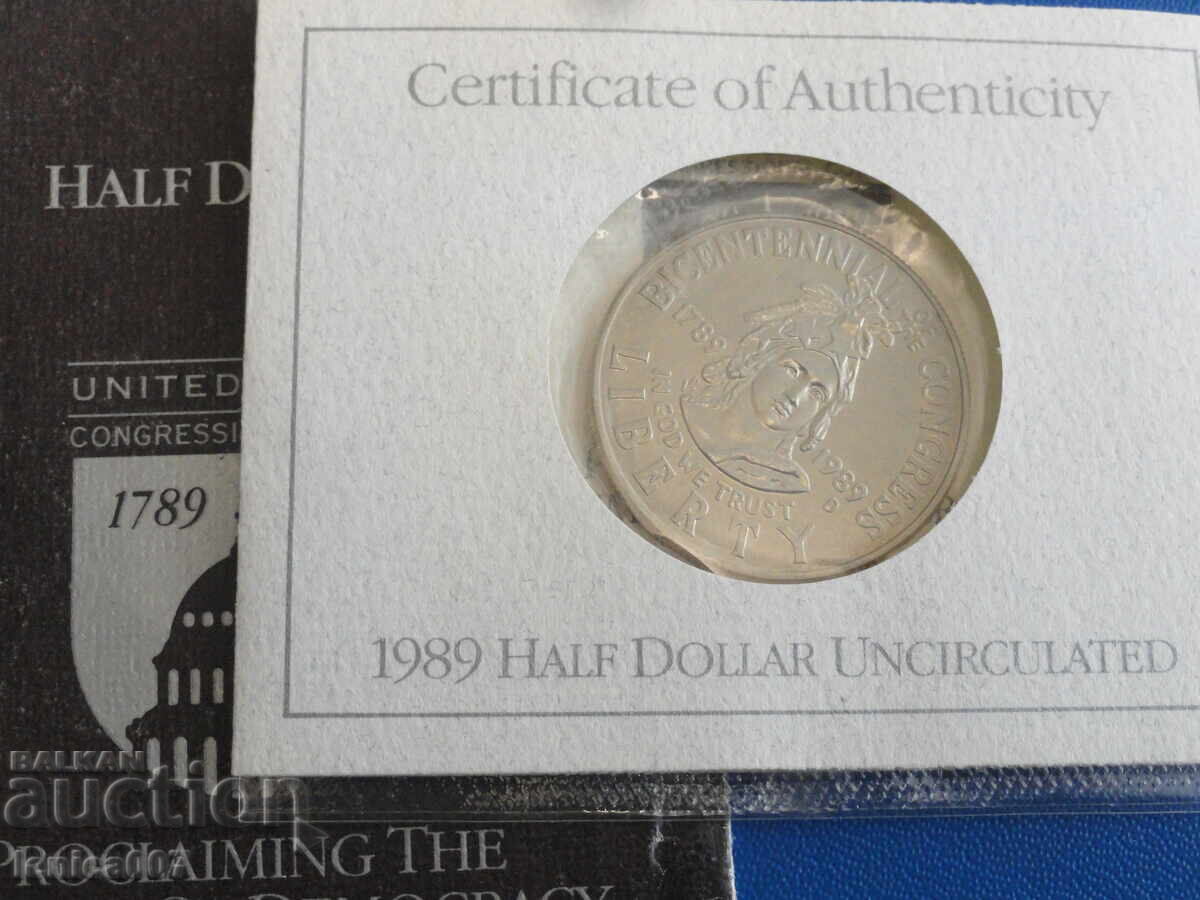 Certificate of Authenticity
HALF D
BICENTENNIAL OF THE CONGRESS
1789
1989
D
IN GOD WE TRUST
LIBERTY
1989 HALF DOLLAR UNCIRCULATED
UNITED
CONGRESSI
1789
BALKAN
auction
PROCLAIMING THE
DEMOCRACY